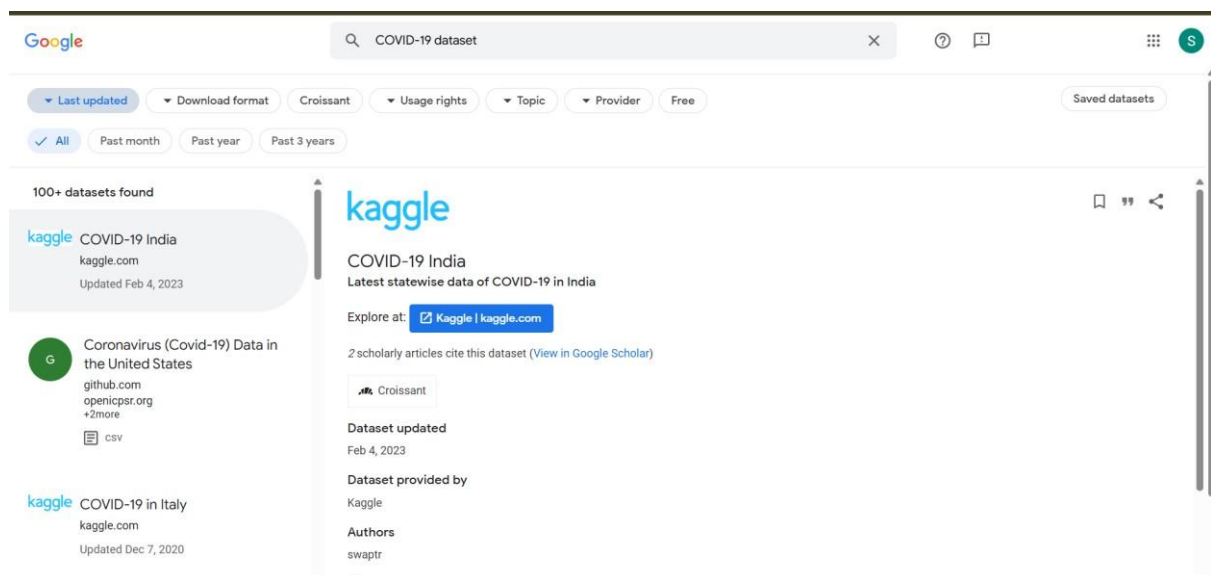 Google
COVID-19 dataset
S
Last updated
Download format
Croissant
Usage rights
Topic
Provider
Free
Saved datasets
All
Past month
Past year
Past 3 years
100+ datasets found
kaggle
COVID-19 India
kaggle.com
Updated Feb 4, 2023
G
Coronavirus (Covid-19) Data in
the United States
github.com
openicpsr.org
+2more
csv
kaggle
COVID-19 in Italy
kaggle.com
Updated Dec 7, 2020
kaggle
COVID-19 India
Latest statewise data of COVID-19 in India
Explore at: Kaggle | kaggle.com
2 scholarly articles cite this dataset (View in Google Scholar)
Croissant
Dataset updated
Feb 4, 2023
Dataset provided by
Kaggle
Authors
swaptr